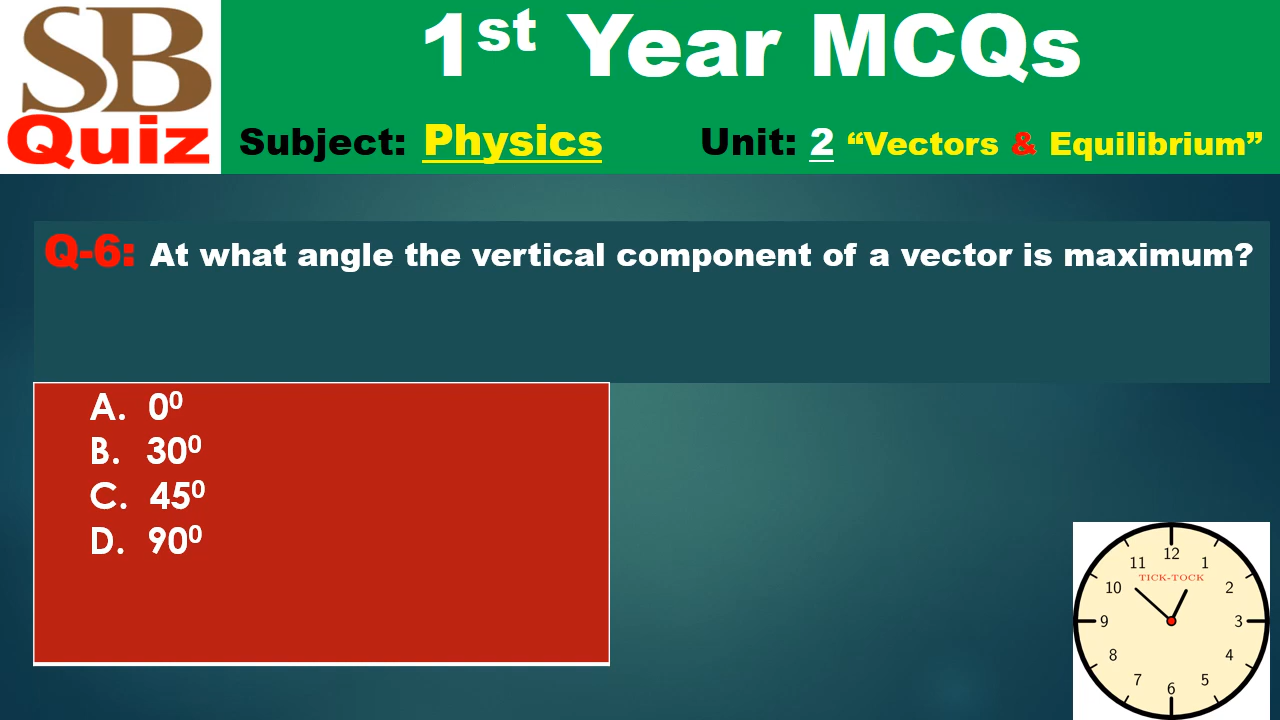 SB
Quiz
1st Year MCQs
Subject: Physics Unit: 2 “Vectors & Equilibrium”
Q-6: At what angle the vertical component of a vector is maximum?
A. 0⁰
B. 30⁰
C. 45⁰
D. 90⁰
12
11 1
TICK-TOCK
10 2
9 3
8 4
7 5
6